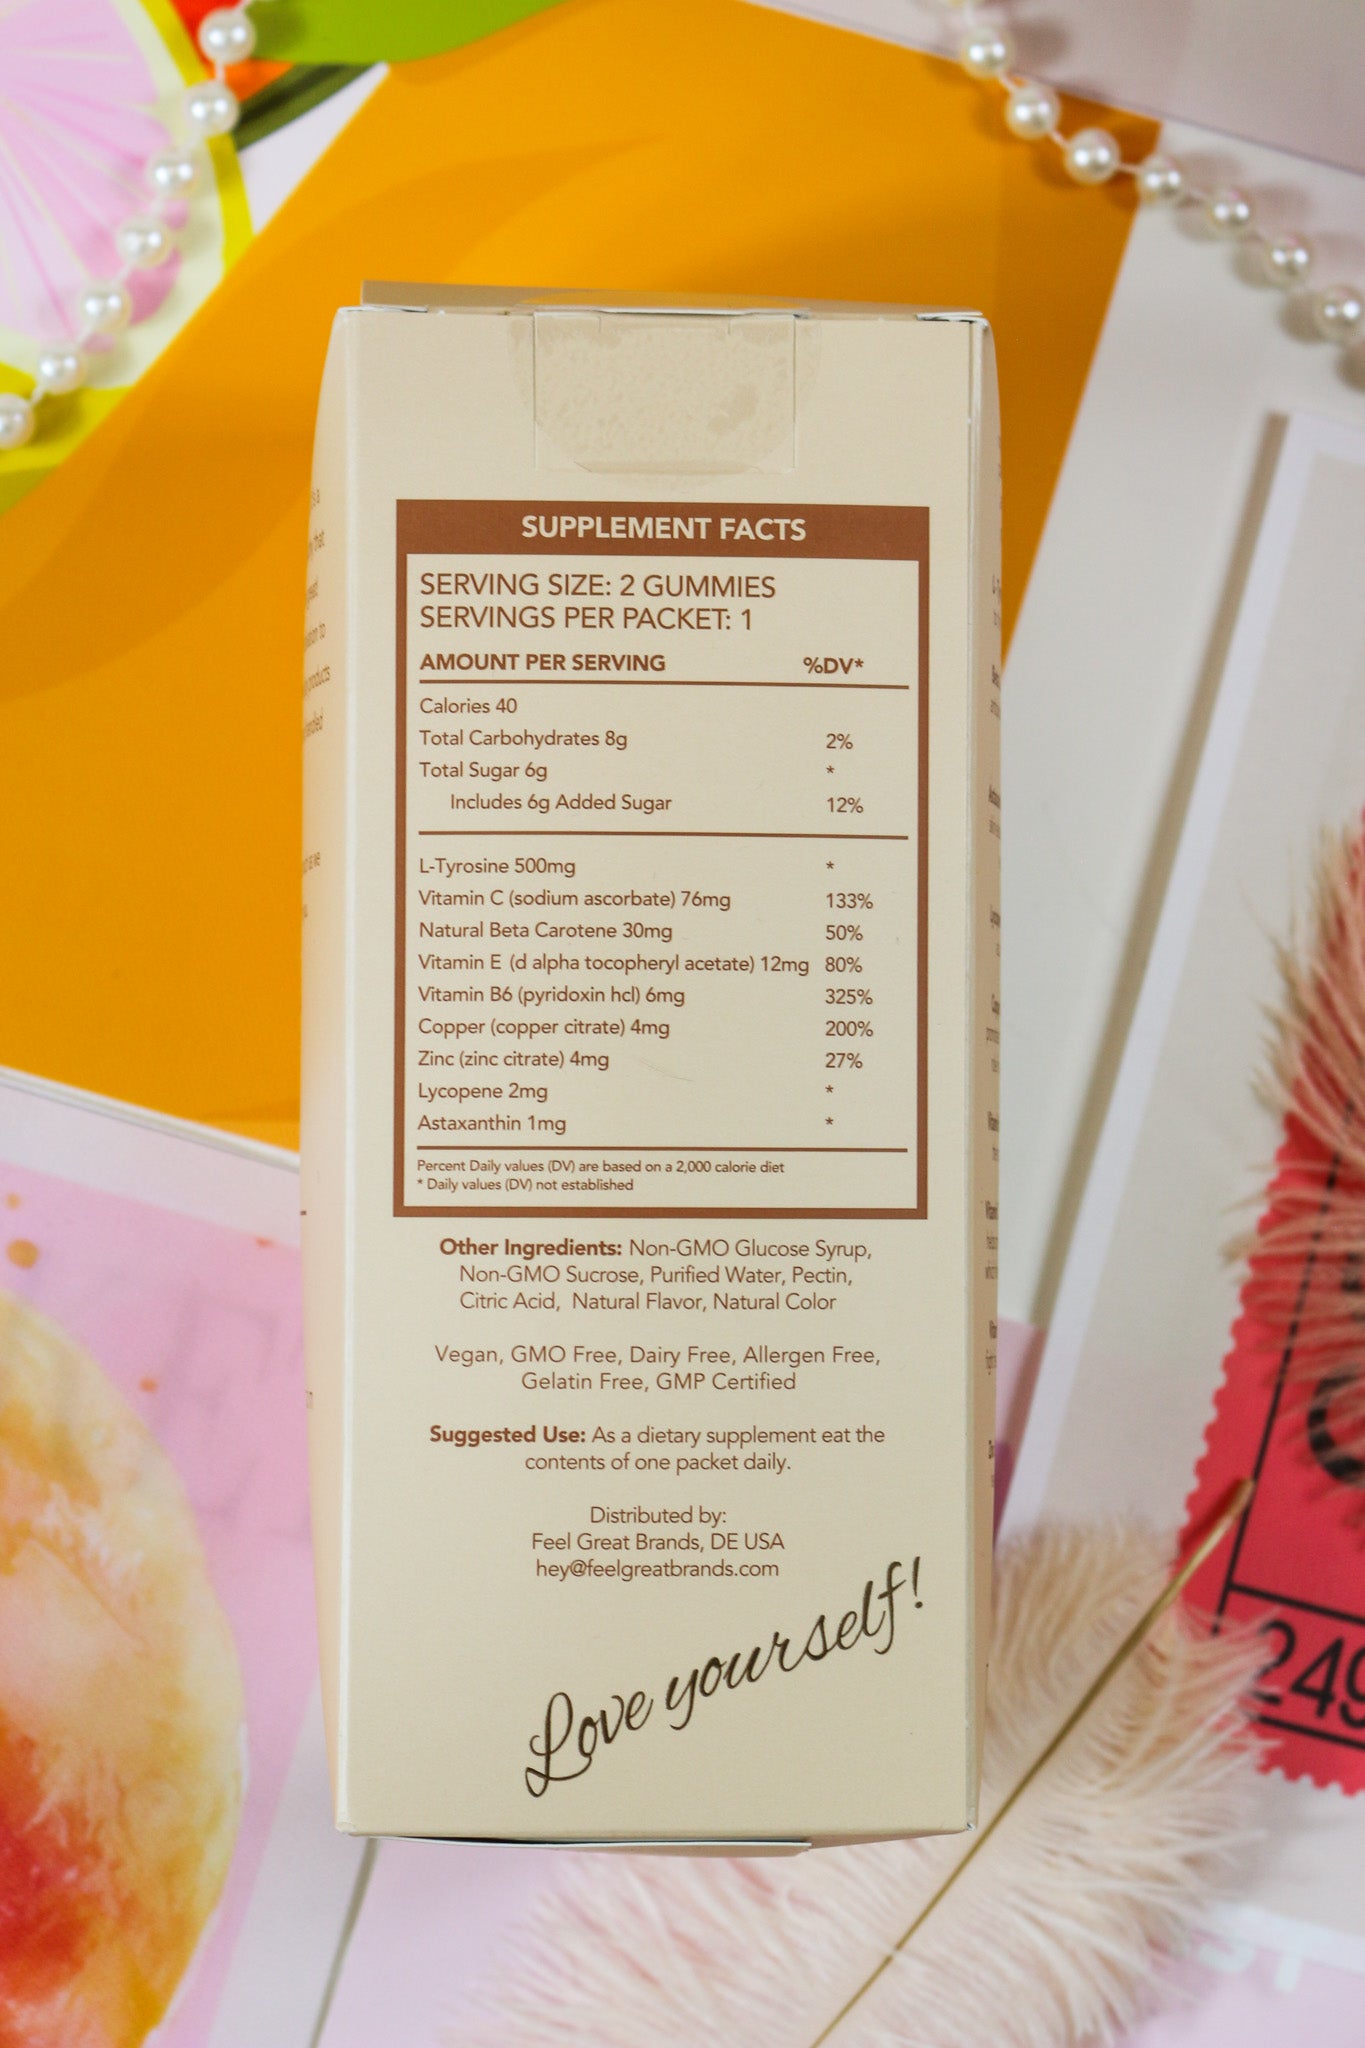 SUPPLEMENT FACTS
SERVING SIZE: 2 GUMMIES
SERVINGS PER PACKET: 1
AMOUNT PER SERVING %DV*
Calories 40
Total Carbohydrates 8g 2%
Total Sugar 6g *
Includes 6g Added Sugar 12%
L-Tyrosine 500mg *
Vitamin C (sodium ascorbate) 76mg 133%
Natural Beta Carotene 30mg 50%
Vitamin E (d alpha tocopheryl acetate) 12mg 80%
Vitamin B6 (pyridoxin hcl) 6mg 325%
Copper (copper citrate) 4mg 200%
Zinc (zinc citrate) 4mg 27%
Lycopene 2mg *
Astaxanthin 1mg *
Percent Daily values (DV) are based on a 2,000 calorie diet
* Daily values (DV) not established
Other Ingredients: Non-GMO Glucose Syrup,
Non-GMO Sucrose, Purified Water, Pectin,
Citric Acid, Natural Flavor, Natural Color
Vegan, GMO Free, Dairy Free, Allergen Free,
Gelatin Free, GMP Certified
Suggested Use: As a dietary supplement eat the
contents of one packet daily.
Distributed by:
Feel Great Brands, DE USA
hey@feelgreatbrands.com
Love yourself!
249